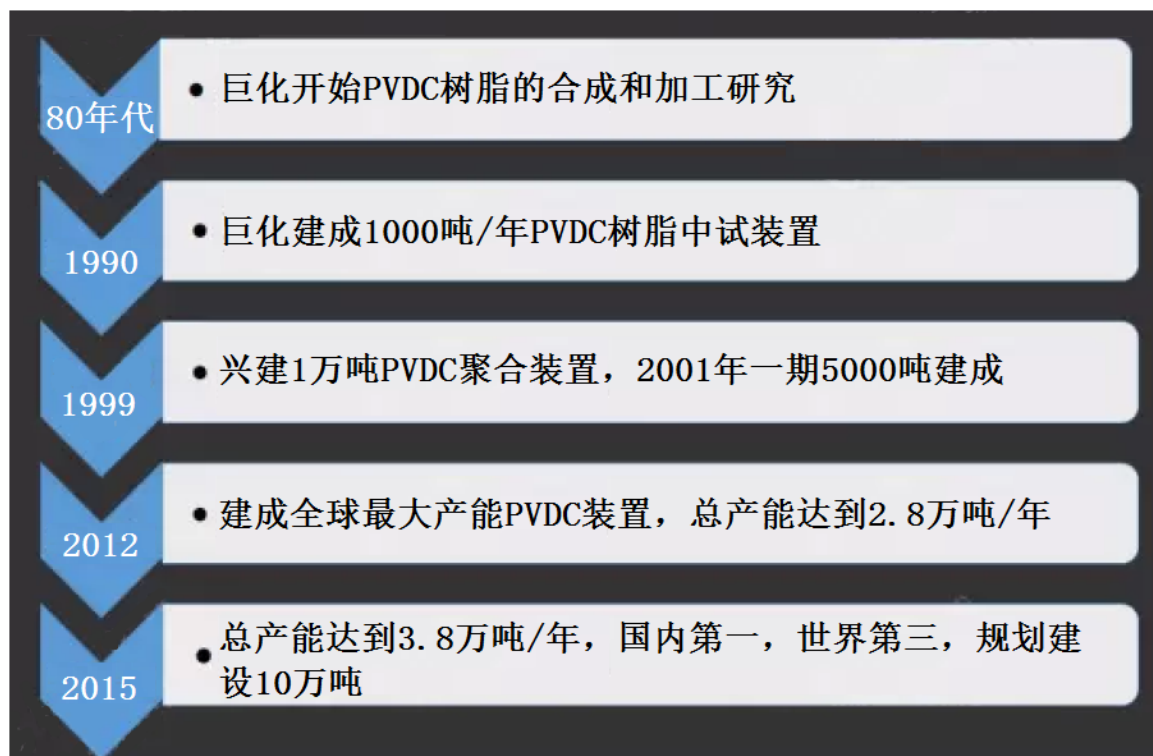 80年代
巨化开始PVDC树脂的合成和加工研究
1990
巨化建成1000吨/年PVDC树脂中试装置
1999
兴建1万吨PVDC聚合装置，2001年一期5000吨建成
2012
建成全球最大产能PVDC装置，总产能达到2.8万吨/年
2015
总产能达到3.8万吨/年，国内第一，世界第三，规划建
设10万吨